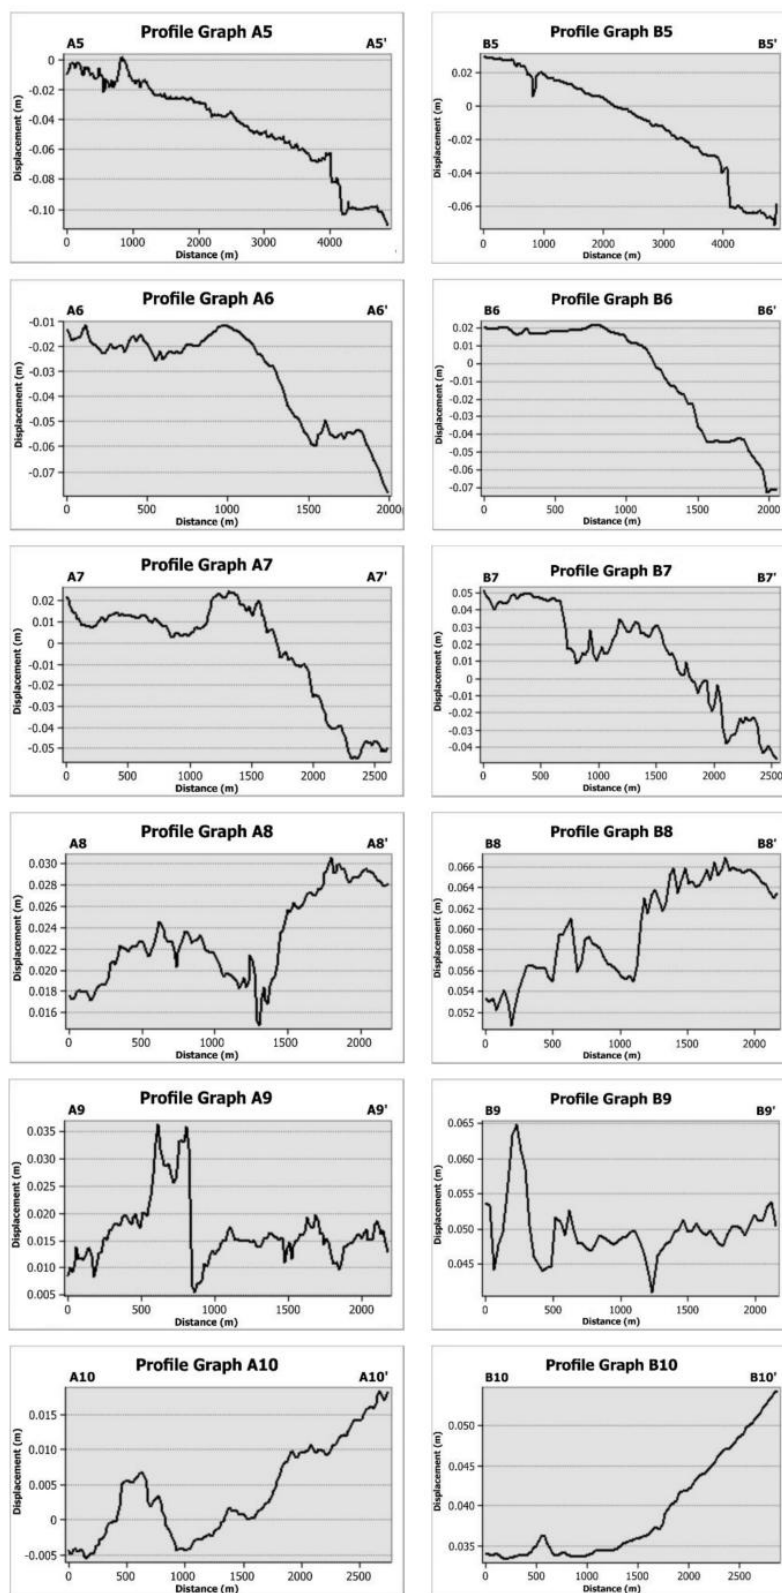 Profile Graph A5
A5 A5'
Displacement (m)
0
-0.02
-0.04
-0.06
-0.08
-0.10
0 1000 2000 3000 4000
Distance (m)
Profile Graph B5
B5 B5'
Displacement (m)
0.02
0
-0.02
-0.04
-0.06
0 1000 2000 3000 4000
Distance (m)
Profile Graph A6
A6 A6'
Displacement (m)
-0.01
-0.02
-0.03
-0.04
-0.05
-0.06
-0.07
0 500 1000 1500 2000
Distance (m)
Profile Graph B6
B6 B6'
Displacement (m)
0.02
0.01
0
-0.01
-0.02
-0.03
-0.04
-0.05
-0.06
-0.07
0 500 1000 1500 2000
Distance (m)
Profile Graph A7
A7 A7'
Displacement (m)
0.02
0.01
0
-0.01
-0.02
-0.03
-0.04
-0.05
0 500 1000 1500 2000 2500
Distance (m)
Profile Graph B7
B7 B7'
Displacement (m)
0.05
0.04
0.03
0.02
0.01
0
-0.01
-0.02
-0.03
-0.04
0 500 1000 1500 2000 2500
Distance (m)
Profile Graph A8
A8 A8'
Displacement (m)
0.030
0.028
0.026
0.024
0.022
0.020
0.018
0.016
0 500 1000 1500 2000
Distance (m)
Profile Graph B8
B8 B8'
Displacement (m)
0.066
0.064
0.062
0.060
0.058
0.056
0.054
0.052
0 500 1000 1500 2000
Distance (m)
Profile Graph A9
A9 A9'
Displacement (m)
0.035
0.030
0.025
0.020
0.015
0.010
0.005
0 500 1000 1500 2000
Distance (m)
Profile Graph B9
B9 B9'
Displacement (m)
0.065
0.060
0.055
0.050
0.045
0 500 1000 1500 2000
Distance (m)
Profile Graph A10
A10 A10'
Displacement (m)
0.015
0.010
0.005
0
-0.005
0 500 1000 1500 2000 2500
Distance (m)
Profile Graph B10
B10 B10'
Displacement (m)
0.050
0.045
0.040
0.035
0 500 1000 1500 2000 2500
Distance (m)